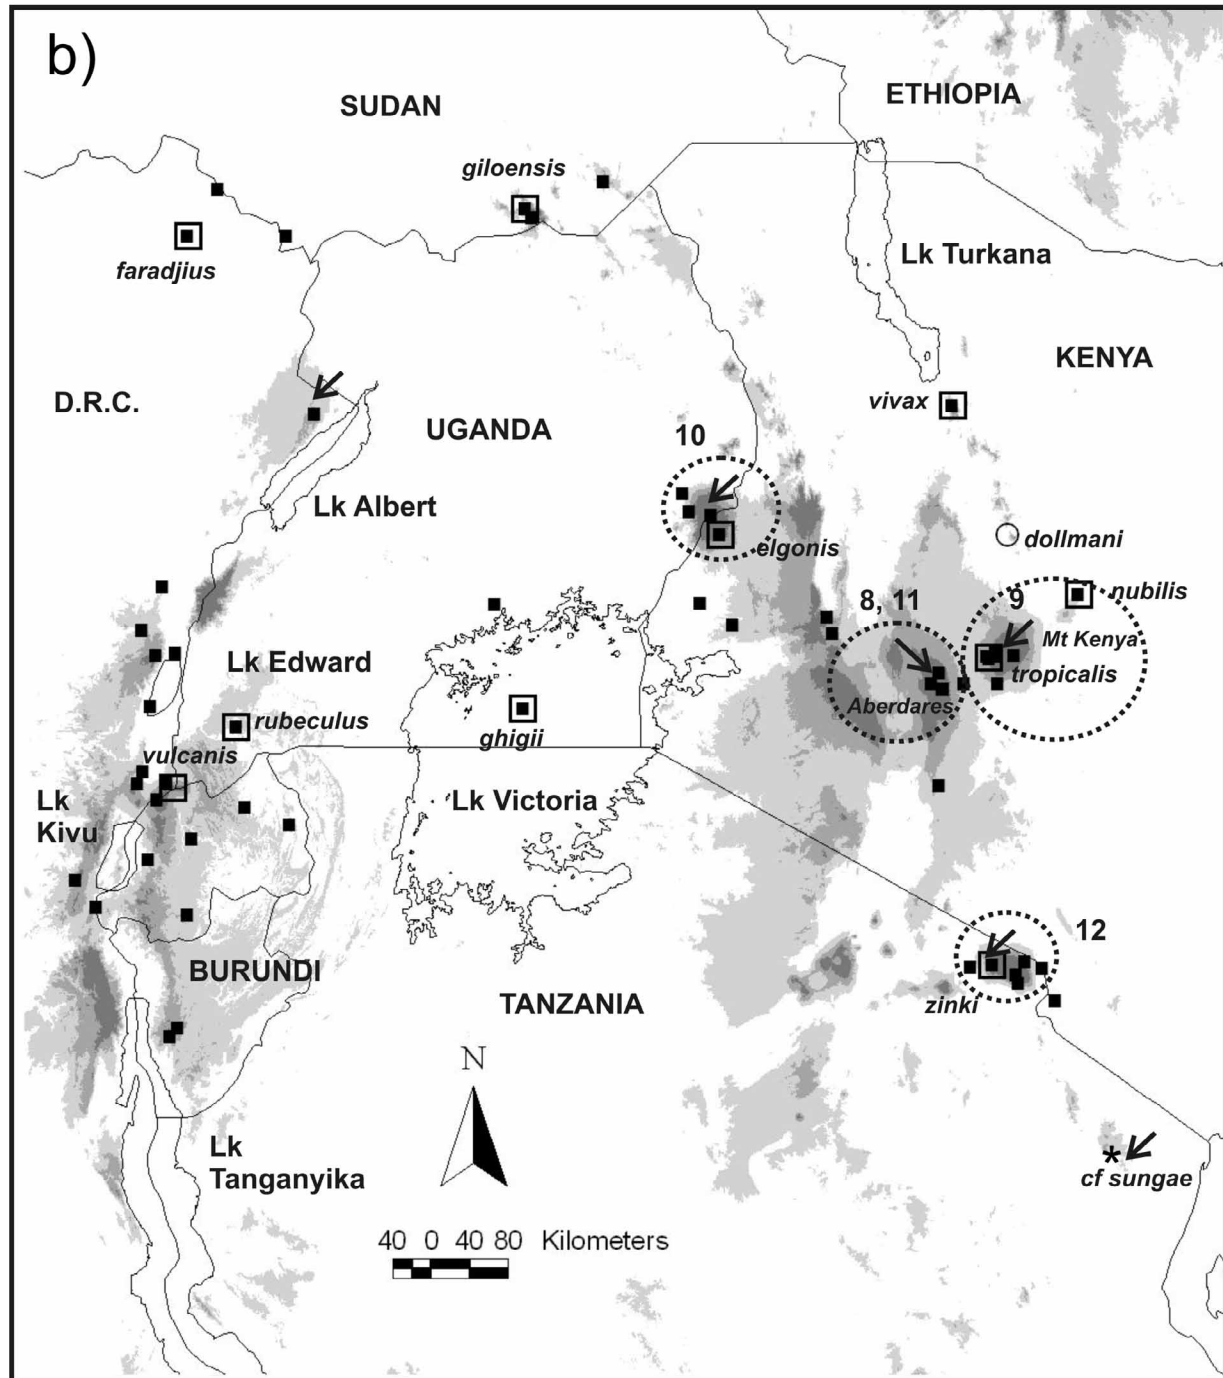 b)
SUDAN
ETHIOPIA
giloensis
faradjius
Lk Turkana
KENYA
D.R.C.
vivax
UGANDA
10
Lk Albert
elgonis
dollmani
8, 11
9
nubilis
Mt Kenya
tropicalis
Lk Edward
rubeculus
Aberdares
vulcanis
ghigii
Lk
Kivu
Lk Victoria
12
BURUNDI
TANZANIA
zinki
N
Lk
Tanganyika
cf sungae
*
40 0 40 80 Kilometers